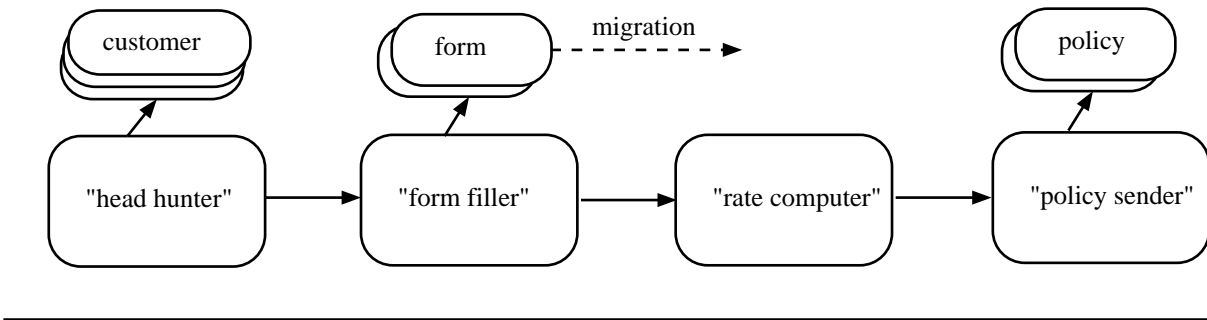 customer
form
migration
policy
"head hunter"
"form filler"
"rate computer"
"policy sender"